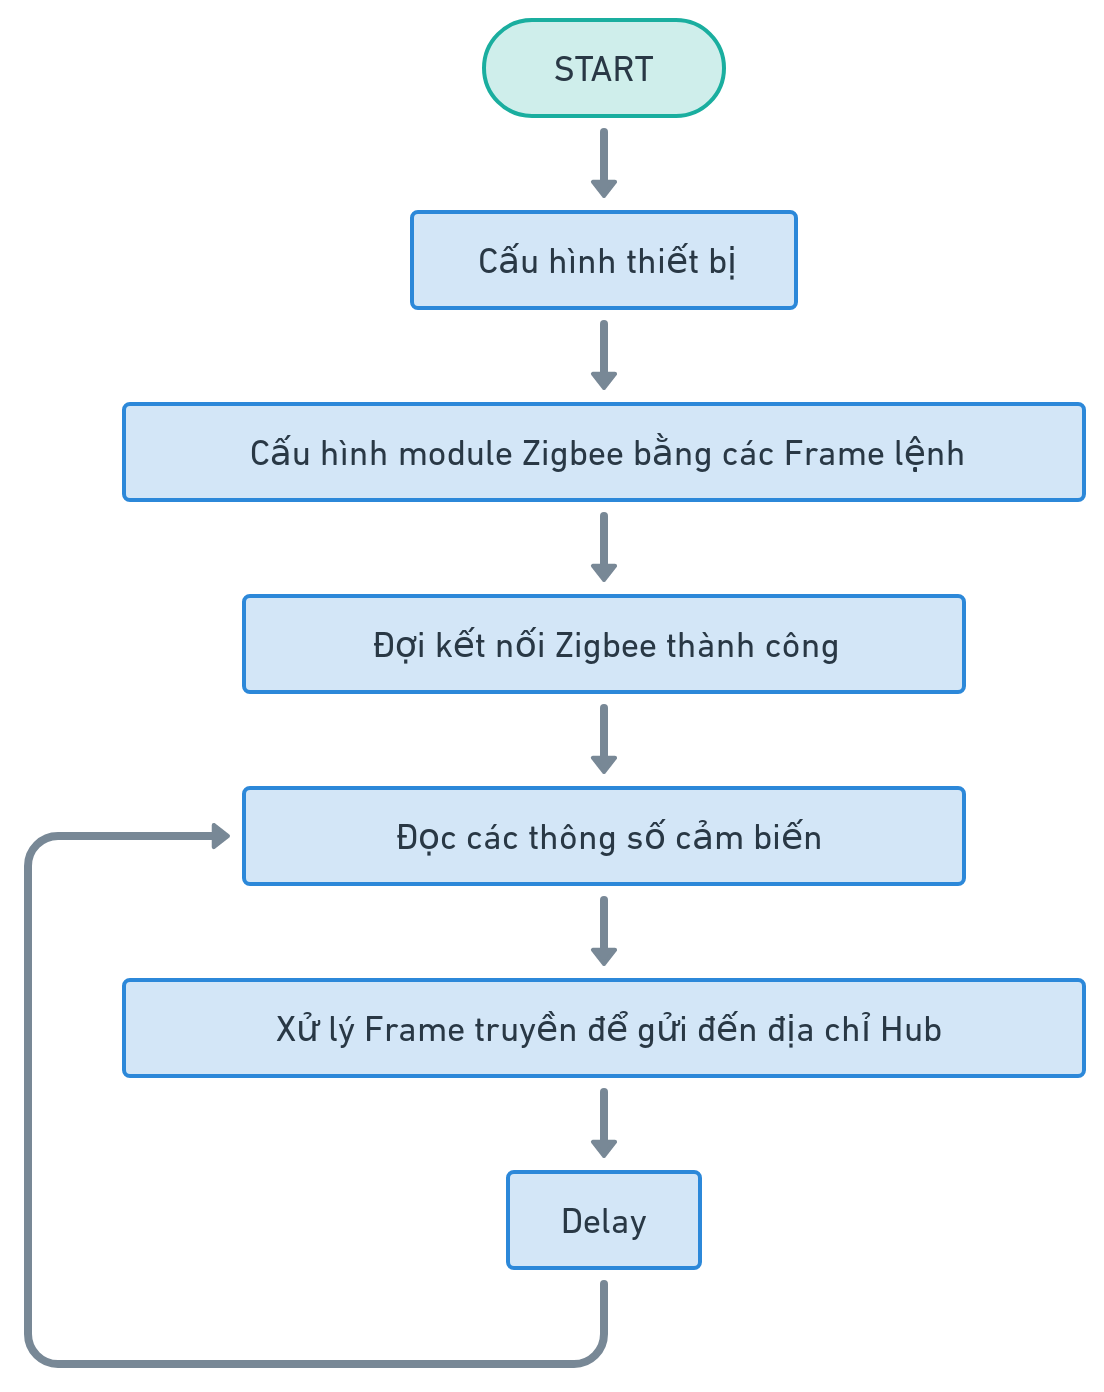 START
Cấu hình thiết bị
Cấu hình module Zigbee bằng các Frame lệnh
Đợi kết nối Zigbee thành công
Đọc các thông số cảm biến
Xử lý Frame truyền để gửi đến địa chỉ Hub
Delay